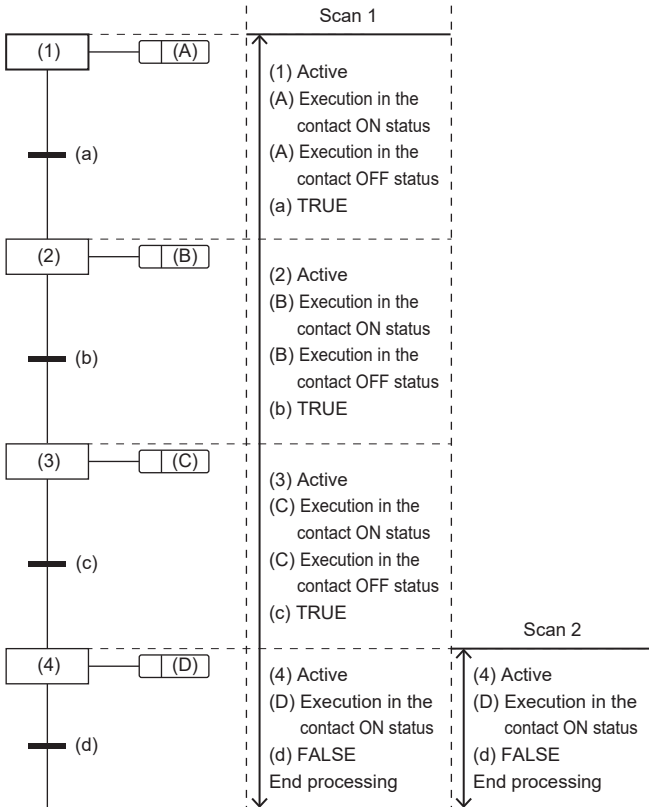 Scan 1
(1)
(A)
(1) Active
(A) Execution in the
contact ON status
(A) Execution in the
contact OFF status
(a)
(a) TRUE
(2)
(B)
(2) Active
(B) Execution in the
contact ON status
(B) Execution in the
contact OFF status
(b)
(b) TRUE
(3)
(C)
(3) Active
(C) Execution in the
contact ON status
(C) Execution in the
contact OFF status
(c)
(c) TRUE
Scan 2
(4)
(D)
(4) Active
(D) Execution in the
contact ON status
(d)
(d) FALSE
End processing
(4) Active
(D) Execution in the
contact ON status
(d) FALSE
End processing